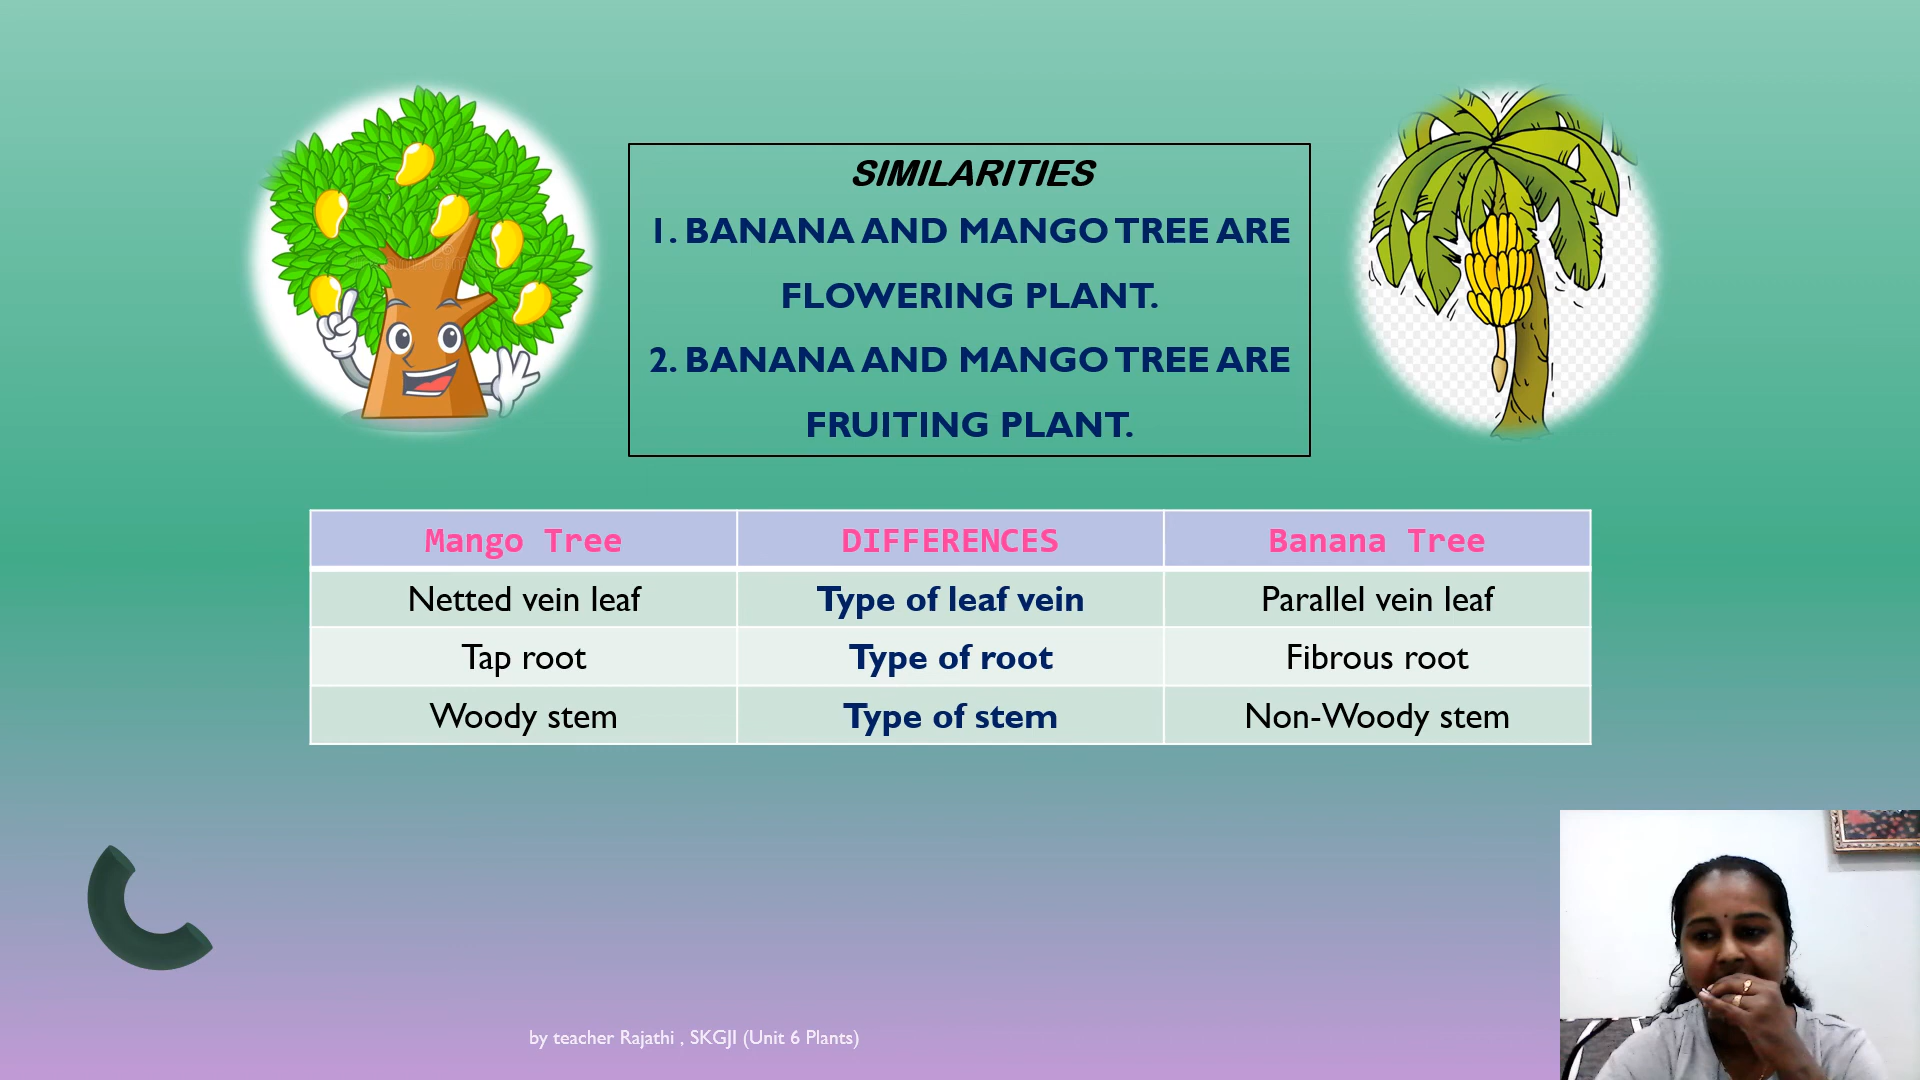 SIMILARITIES
1. BANANA AND MANGO TREE ARE
FLOWERING PLANT.
2. BANANA AND MANGO TREE ARE
FRUITING PLANT.
Mango Tree DIFFERENCES Banana Tree
Netted vein leaf Type of leaf vein Parallel vein leaf
Tap root Type of root Fibrous root
Woody stem Type of stem Non-Woody stem
by teacher Rajathi , SKGJI (Unit 6 Plants)